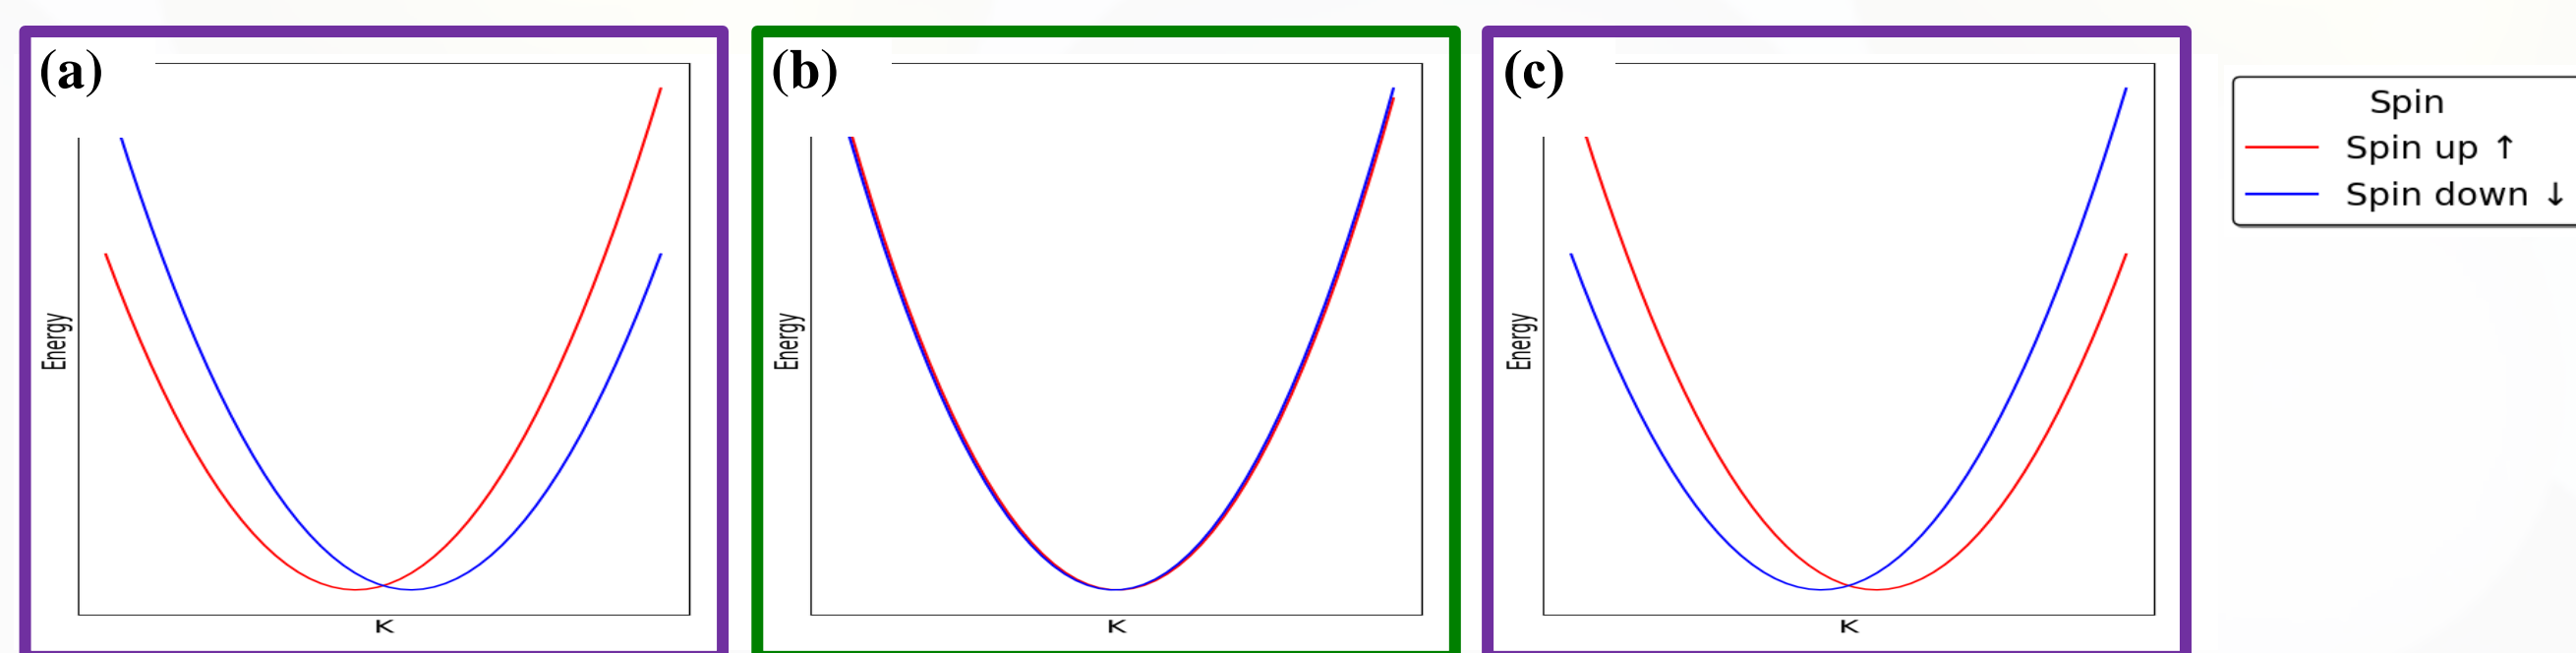 (a)
Energy
K
(b)
Energy
K
(c)
Energy
K
Spin
Spin up ↑
Spin down ↓